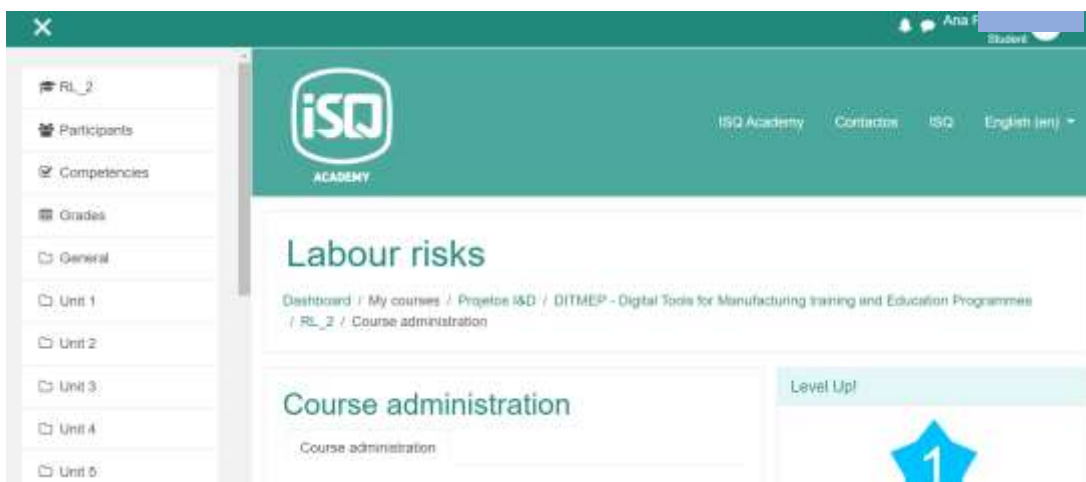 Ana
Student
RL_2
Participants
Competencies
Grades
General
Unit 1
Unit 2
Unit 3
Unit 4
Unit 5
iSQ
ACADEMY
ISQ Academy Contactos ISQ English (en)
Labour risks
Dashboard / My courses / Projetos I&D / DITMEP - Digital Tools for Manufacturing training and Education Programmes
/ RL_2 / Course administration
Course administration
Course administration
Level Up!
1